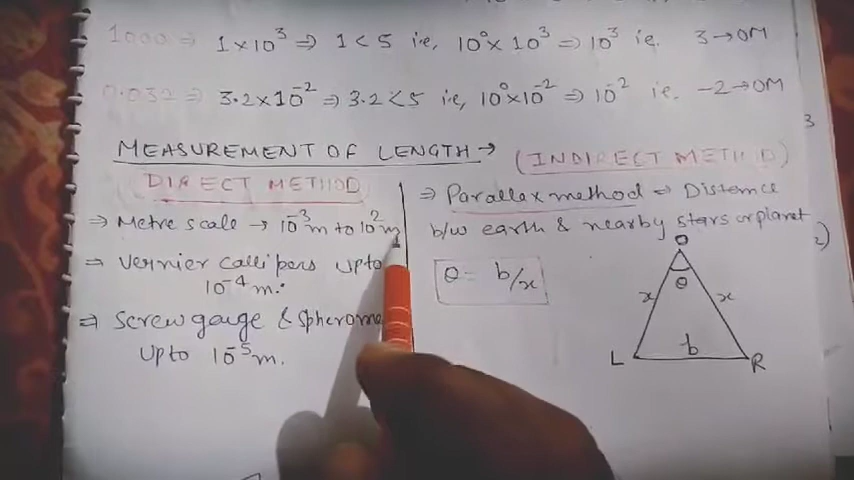 1000 ⇒ 1×10³ ⇒ 1<5 i.e, 10⁰×10³ ⇒ 10³ ie. 3→OM
0.032 ⇒ 3.2×10⁻² ⇒ 3.2<5 ie, 10⁰×10⁻² ⇒ 10⁻² ie. -2→OM
3
MEASUREMENT OF LENGTH →
DIRECT METHOD
⇒ Metre scale → 10⁻³m to 10²m
⇒ Vernier callipers upto
10⁻⁴m.
⇒ Screw gauge & Spherome
Upto 10⁻⁵m.
(INDIRECT METHOD)
⇒ Parallex method ⇒ Distance
b/w earth & nearby stars or planet
θ = b/x
O
θ
x x
L b R
2)